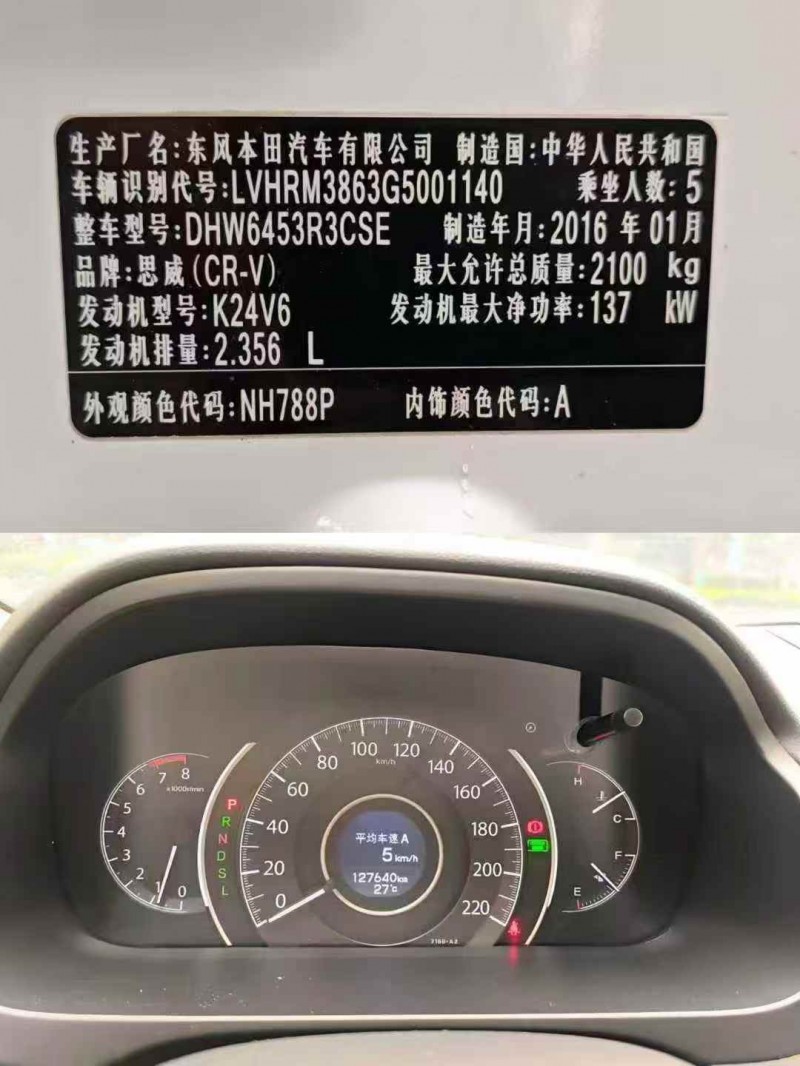 生产厂名:东风本田汽车有限公司 制造国:中华人民共和国
车辆识别代号:LVHRM3863G5001140 乘坐人数:5
整车型号:DHW6453R3CSE 制造年月:2016 年 01月
品牌:思威(CR-V) 最大允许总质量:2100 kg
发动机型号:K24V6 发动机最大净功率:137 kW
发动机排量:2.356 L
外观颜色代码:NH788P 内饰颜色代码:A
0 1 2 3 4 5 6 7 8
x1000r/min
P
R
N
D
S
L
0 20 40 60 80 100 120 140 160 180 200 220
km/h
平均车速 A
5 km/h
127640 km
27°C
H
C
F
E
7160-A2